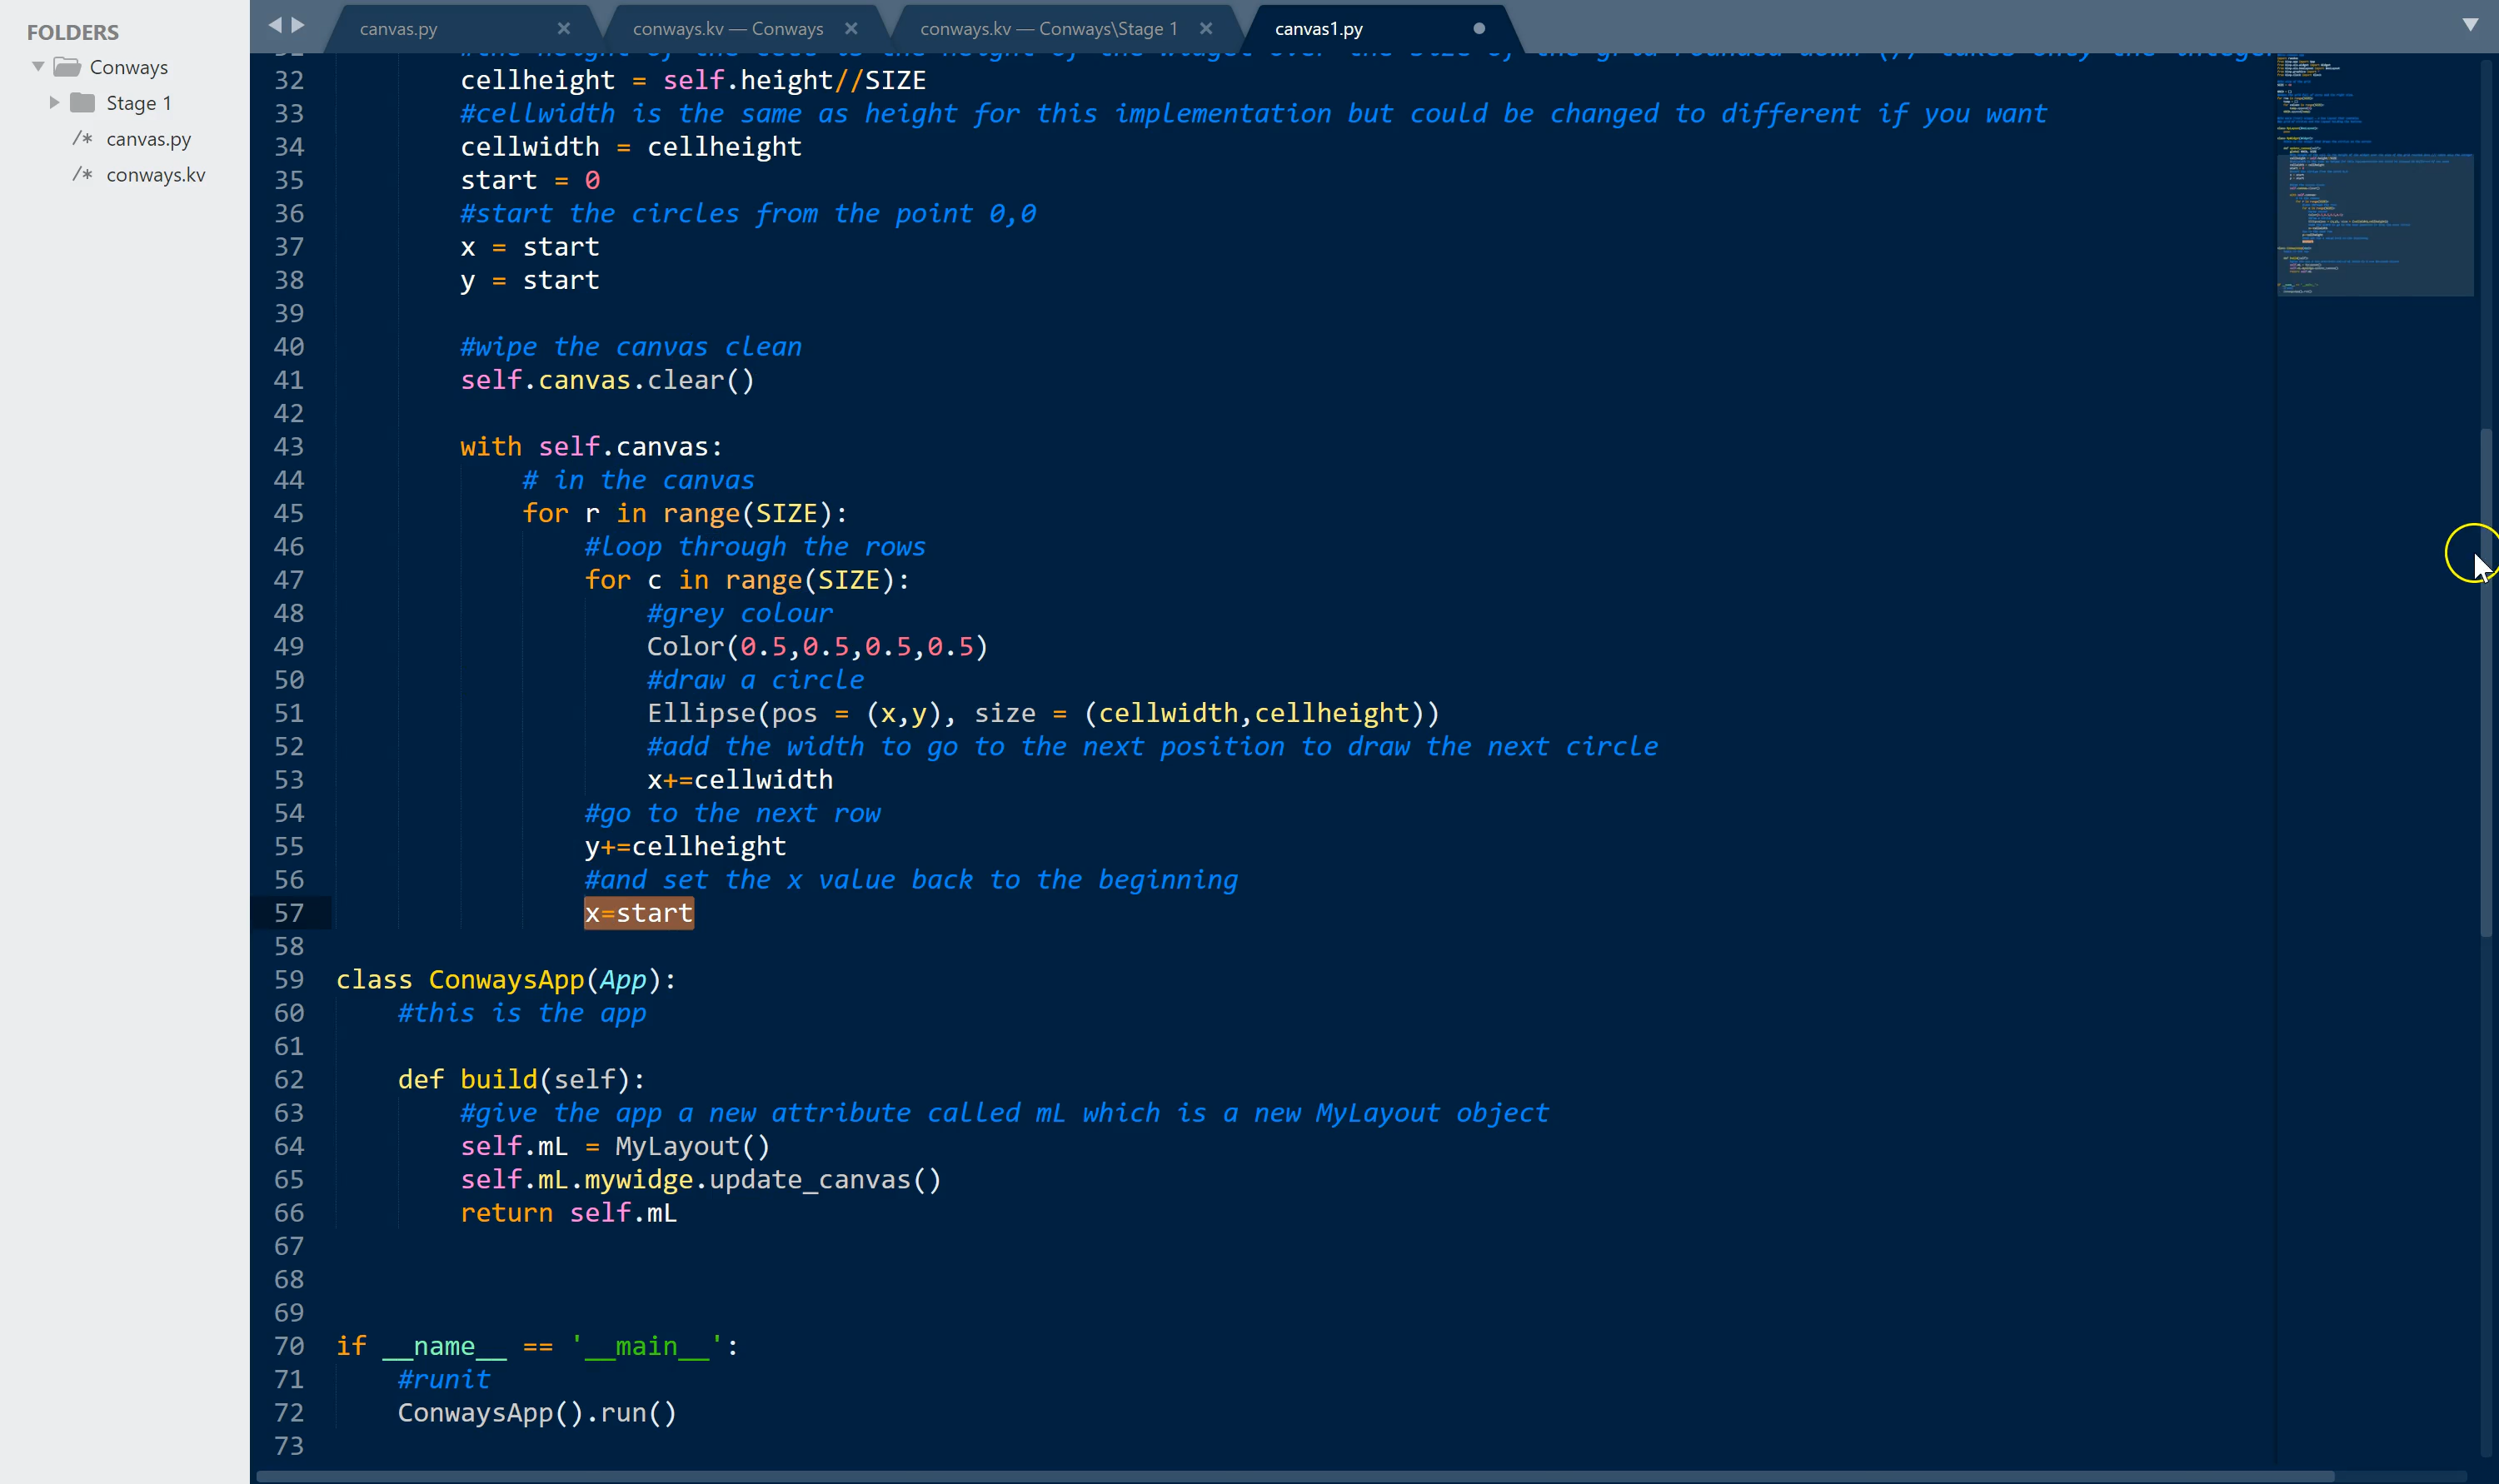 FOLDERS
Conways
Stage 1
/* canvas.py
/* conways.kv
canvas.py
conways.kv — Conways
conways.kv — Conways\Stage 1
canvas1.py
32 cellheight = self.height//SIZE
33 #cellwidth is the same as height for this implementation but could be changed to different if you want
34 cellwidth = cellheight
35 start = 0
36 #start the circles from the point 0,0
37 x = start
38 y = start
39
40 #wipe the canvas clean
41 self.canvas.clear()
42
43 with self.canvas:
44 # in the canvas
45 for r in range(SIZE):
46 #loop through the rows
47 for c in range(SIZE):
48 #grey colour
49 Color(0.5,0.5,0.5,0.5)
50 #draw a circle
51 Ellipse(pos = (x,y), size = (cellwidth,cellheight))
52 #add the width to go to the next position to draw the next circle
53 x+=cellwidth
54 #go to the next row
55 y+=cellheight
56 #and set the x value back to the beginning
57 x=start
58
59 class ConwaysApp(App):
60 #this is the app
61
62 def build(self):
63 #give the app a new attribute called mL which is a new MyLayout object
64 self.mL = MyLayout()
65 self.mL.mywidge.update_canvas()
66 return self.mL
67
68
69
70 if __name__ == '__main__':
71 #runit
72 ConwaysApp().run()
73